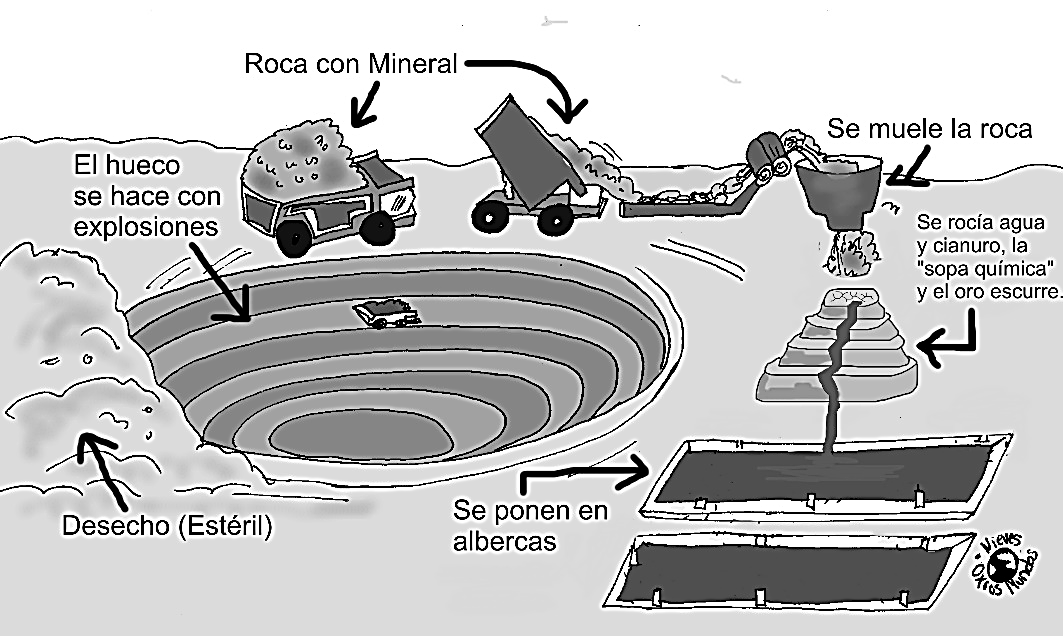 Roca con Mineral
Se muele la roca
El hueco
se hace con
explosiones
Se rocía agua
y cianuro, la
"sopa química"
y el oro escurre.
Desecho (Estéril)
Se ponen en
albercas
Nieves
Otros Mundos